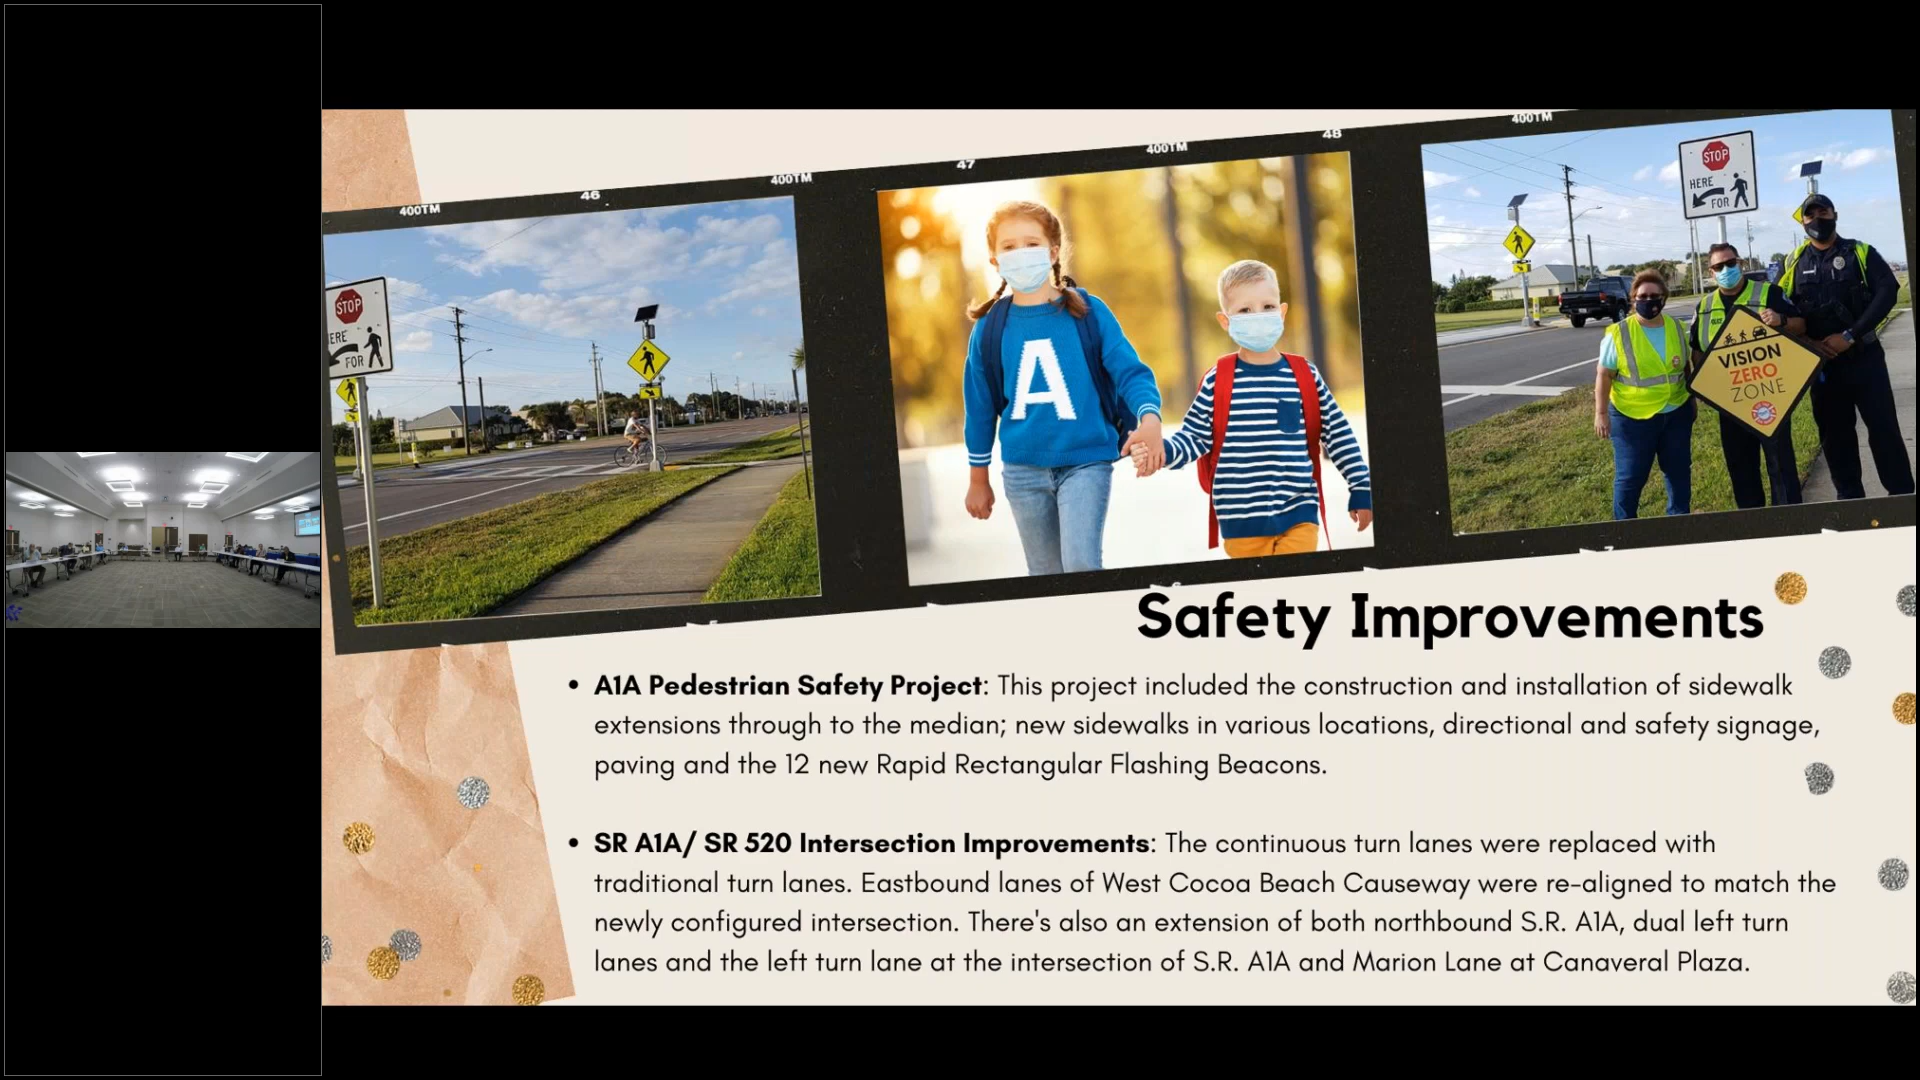 400TM
46
400TM
47
400TM
48
400TM
STOP
HERE
FOR
STOP
ERE
FOR
A
VISION
ZERO
ZONE
Safety Improvements
• A1A Pedestrian Safety Project: This project included the construction and installation of sidewalk
extensions through to the median; new sidewalks in various locations, directional and safety signage,
paving and the 12 new Rapid Rectangular Flashing Beacons.
• SR A1A/ SR 520 Intersection Improvements: The continuous turn lanes were replaced with
traditional turn lanes. Eastbound lanes of West Cocoa Beach Causeway were re-aligned to match the
newly configured intersection. There's also an extension of both northbound S.R. A1A, dual left turn
lanes and the left turn lane at the intersection of S.R. A1A and Marion Lane at Canaveral Plaza.